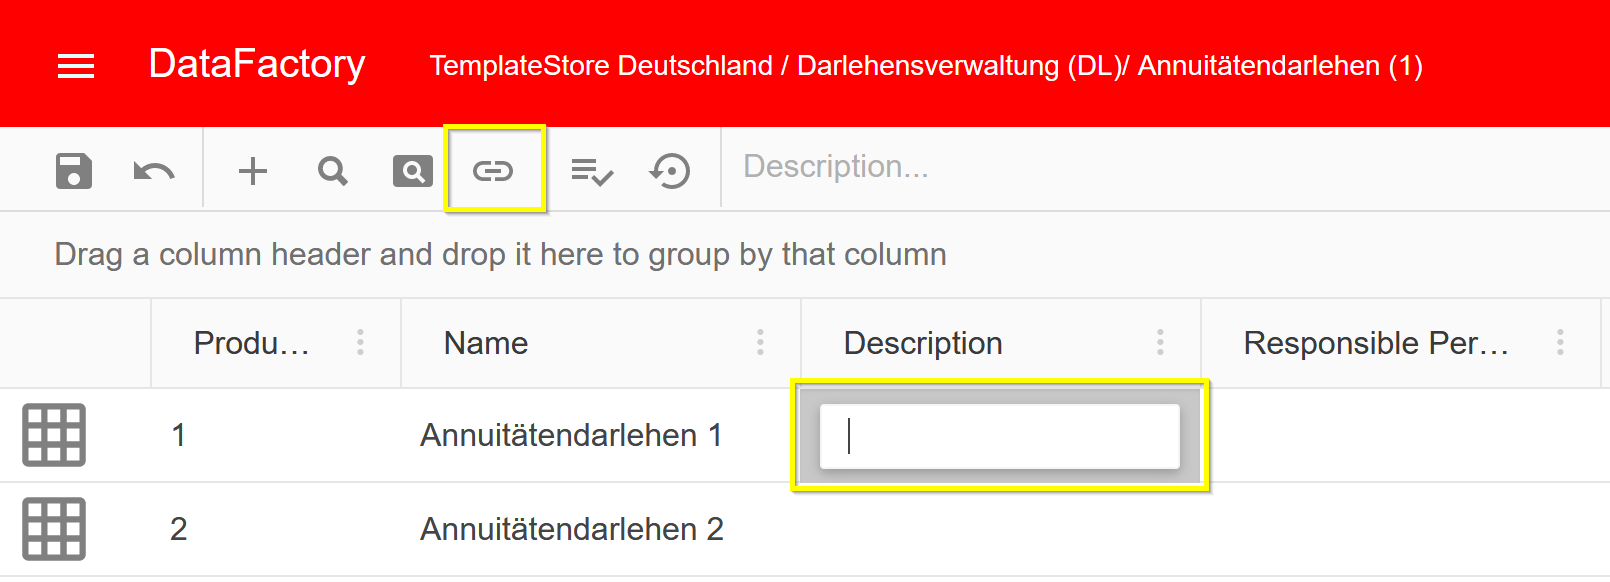 DataFactory TemplateStore Deutschland / Darlehensverwaltung (DL)/ Annuitätendarlehen (1)
Description...
Drag a column header and drop it here to group by that column
Produ... Name Description Responsible Per...
1 Annuitätendarlehen 1
2 Annuitätendarlehen 2